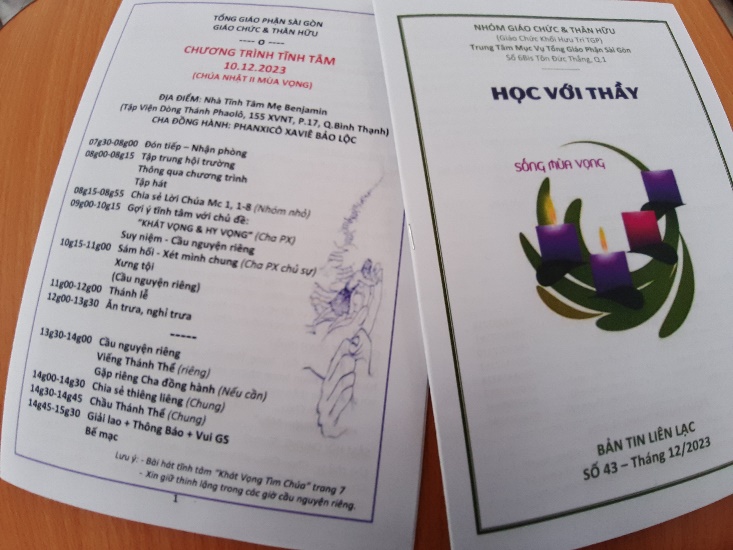 TỔNG GIÁO PHẬN SÀI GÒN
GIÁO CHỨC & THÂN HỮU
---- o ----
CHƯƠNG TRÌNH TĨNH TÂM
10.12.2023
(CHÚA NHẬT II MÙA VỌNG)
ĐỊA ĐIỂM: Nhà Tĩnh Tâm Mẹ Benjamin
(Tập Viện Dòng Thánh Phaolô, 155 XVNT, P.17, Q.Bình Thạnh)
CHA ĐỒNG HÀNH: PHANXICÔ XAVIÊ BẢO LỘC
07g30-08g00 Đón tiếp – Nhận phòng
08g00-08g15 Tập trung hội trường
Thông qua chương trình
Tập hát
08g15-08g55 Chia sẻ Lời Chúa Mc 1, 1-8 (Nhóm nhỏ)
09g00-10g15 Gợi ý tĩnh tâm với chủ đề:
"KHÁT VỌNG & HY VỌNG" (Cha PX)
Suy niệm - Cầu nguyện riêng
10g15-11g00 Sám hối - Xét mình chung (Cha PX chủ sự)
Xưng tội
(Cầu nguyện riêng)
11g00-12g00 Thánh lễ
12g00-13g30 Ăn trưa, nghỉ trưa
-----
13g30-14g00 Cầu nguyện riêng
Viếng Thánh Thể (riêng)
Gặp riêng Cha đồng hành (Nếu cần)
14g00-14g30 Chia sẻ thiêng liêng (Chung)
14g30-14g45 Chầu Thánh Thể (Chung)
14g45-15g30 Giải lao + Thông Báo + Vui GS
Bế mạc
Lưu ý: - Bài hát tĩnh tâm "Khát Vọng Tìm Chúa" trang 7
- Xin giữ thinh lặng trong các giờ cầu nguyện riêng.
1
NHÓM GIÁO CHỨC & THÂN HỮU
(Giáo Chức Khối Hưu Trí TGP)
Trung Tâm Mục Vụ Tổng Giáo Phận Sài Gòn
Số 6Bis Tôn Đức Thắng, Q.1
HỌC VỚI THẦY
SỐNG MÙA VỌNG
BẢN TIN LIÊN LẠC
SỐ 43 – Tháng 12/2023